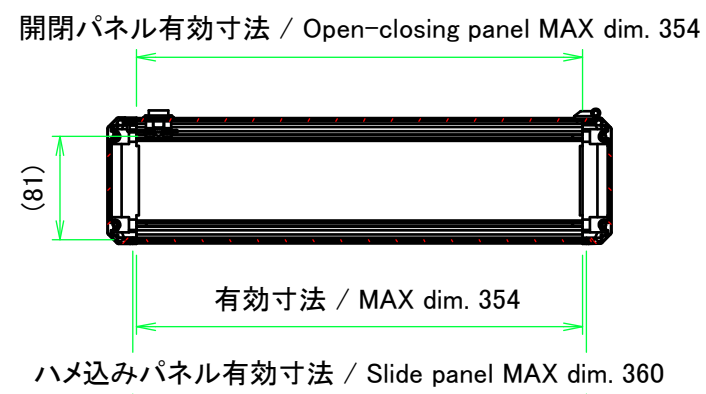 開閉パネル有効寸法 / Open-closing panel MAX dim. 354
(81)
有効寸法 / MAX dim. 354
ハメ込みパネル有効寸法 / Slide panel MAX dim. 360